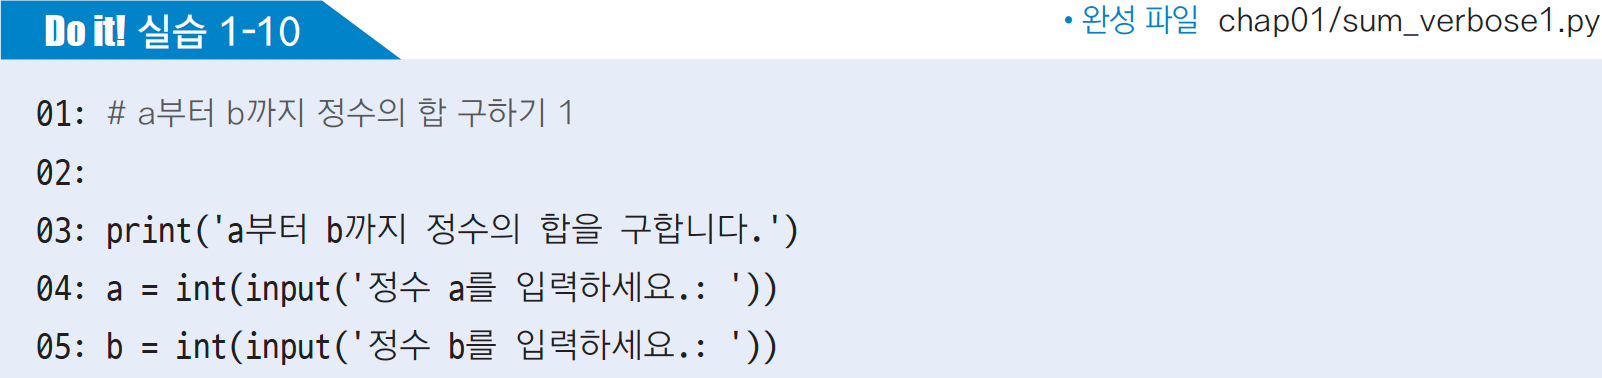 Do it! 실습 1-10
• 완성 파일 chap01/sum_verbose1.py
01: # a부터 b까지 정수의 합 구하기 1
02:
03: print('a부터 b까지 정수의 합을 구합니다.')
04: a = int(input('정수 a를 입력하세요.: '))
05: b = int(input('정수 b를 입력하세요.: '))